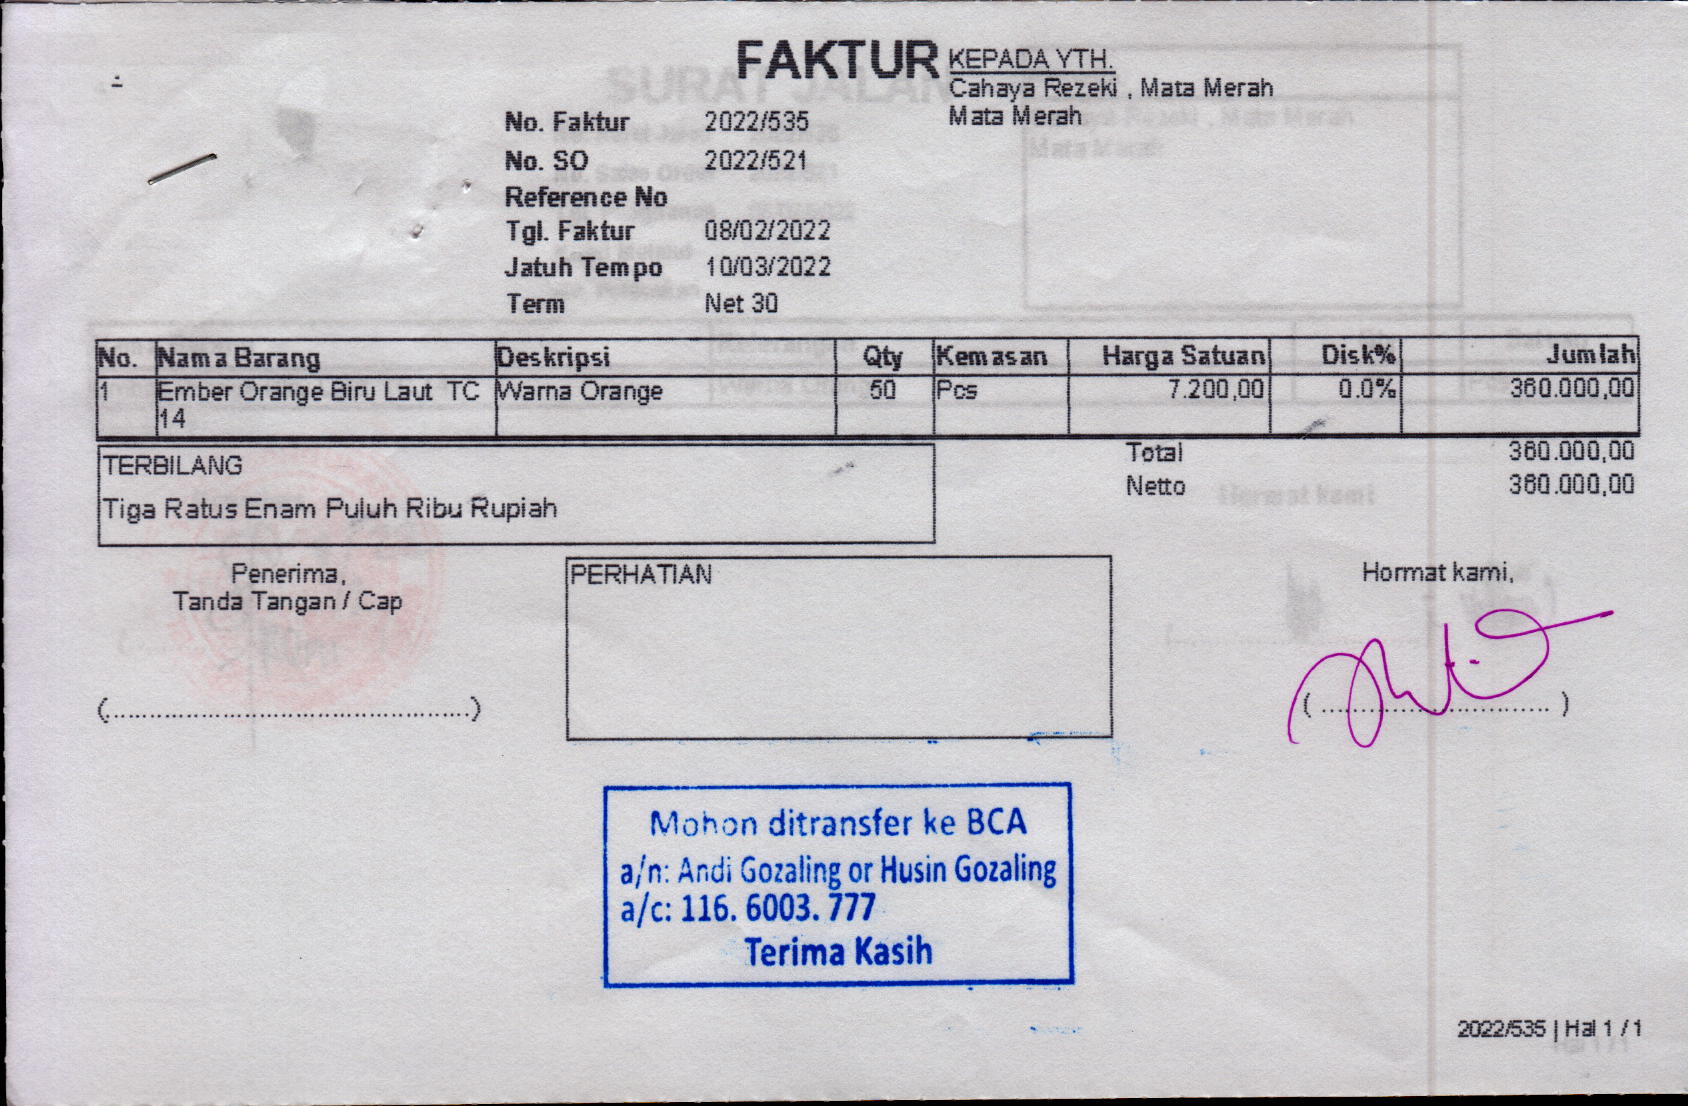 FAKTUR
KEPADA YTH.
Cahaya Rezeki , Mata Merah
Mata Merah
No. Faktur 2022/535
No. SO 2022/521
Reference No
Tgl. Faktur 08/02/2022
Jatuh Tempo 10/03/2022
Term Net 30
No. Nama Barang Deskripsi Qty Kemasan Harga Satuan Disk% Jumlah
1 Ember Orange Biru Laut TC Warna Orange 50 Pcs 7.200,00 0.0% 360.000,00
14
Total 360.000,00
Netto 360.000,00
TERBILANG
Tiga Ratus Enam Puluh Ribu Rupiah
Penerima,
Tanda Tangan / Cap
(................................................)
PERHATIAN
Hormat kami,
( .............................. )
Mohon ditransfer ke BCA
a/n: Andi Gozaling or Husin Gozaling
a/c: 116. 6003. 777
Terima Kasih
2022/535 | Hal 1 / 1